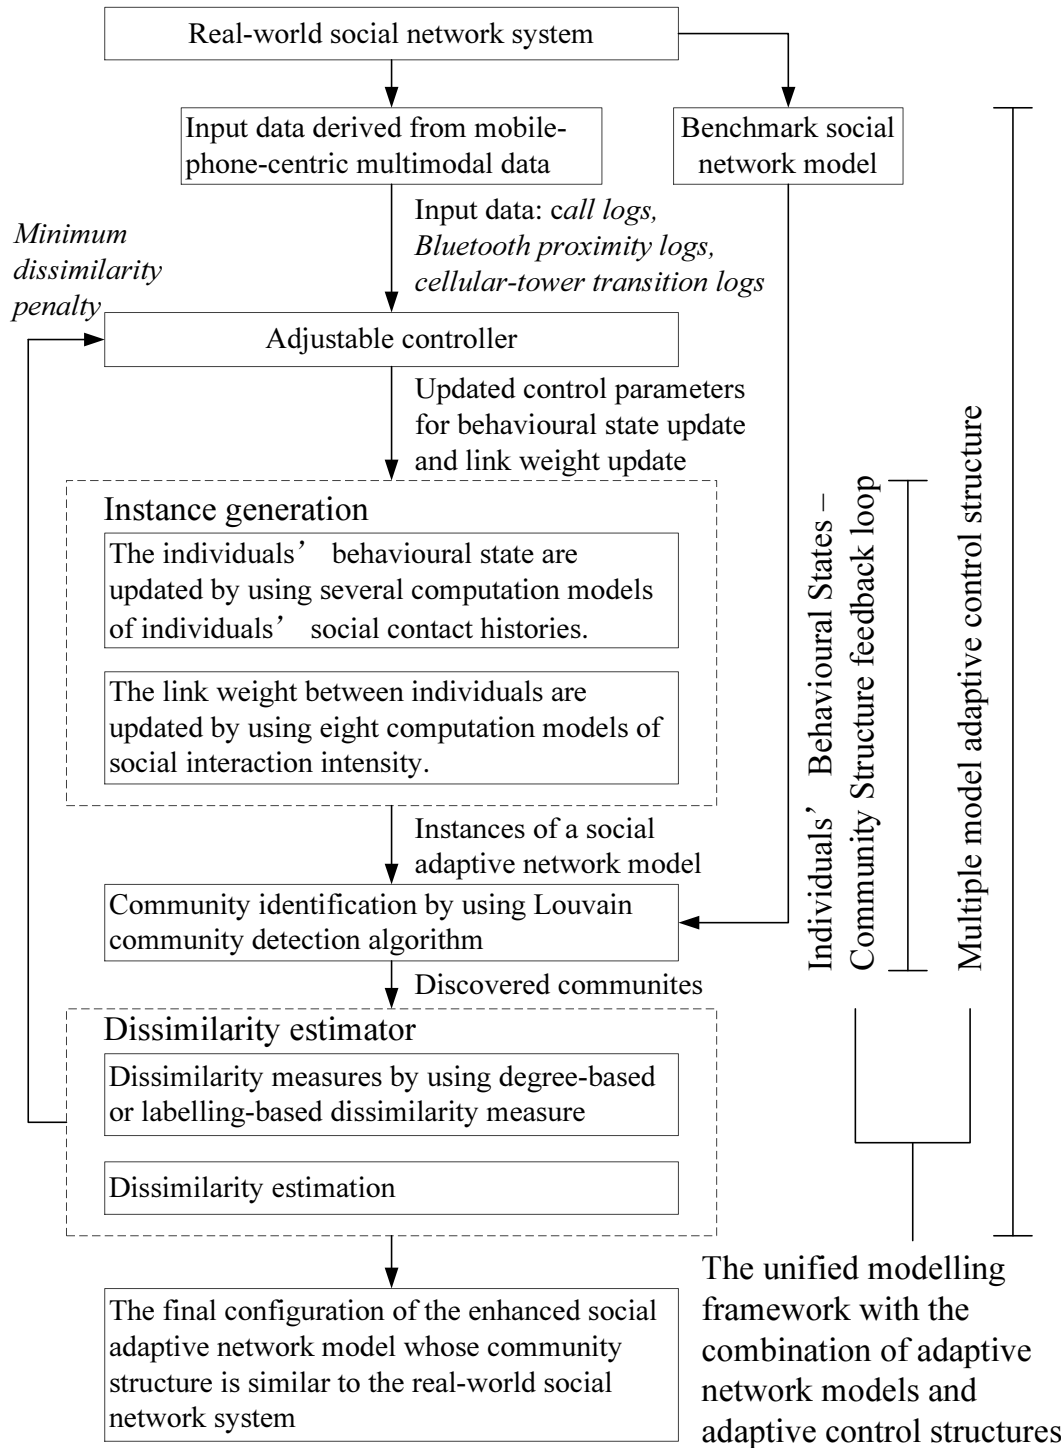 Real-world social network system
Input data derived from mobile-
phone-centric multimodal data
Benchmark social
network model
Input data: call logs,
Bluetooth proximity logs,
cellular-tower transition logs
Minimum
dissimilarity
penalty
Adjustable controller
Updated control parameters
for behavioural state update
and link weight update
Instance generation
The individuals’ behavioural state are
updated by using several computation models
of individuals’ social contact histories.
The link weight between individuals are
updated by using eight computation models of
social interaction intensity.
Instances of a social
adaptive network model
Community identification by using Louvain
community detection algorithm
Discovered communites
Dissimilarity estimator
Dissimilarity measures by using degree-based
or labelling-based dissimilarity measure
Dissimilarity estimation
The final configuration of the enhanced social
adaptive network model whose community
structure is similar to the real-world social
network system
Individuals’ Behavioural States –
Community Structure feedback loop
Multiple model adaptive control structure
The unified modelling
framework with the
combination of adaptive
network models and
adaptive control structures